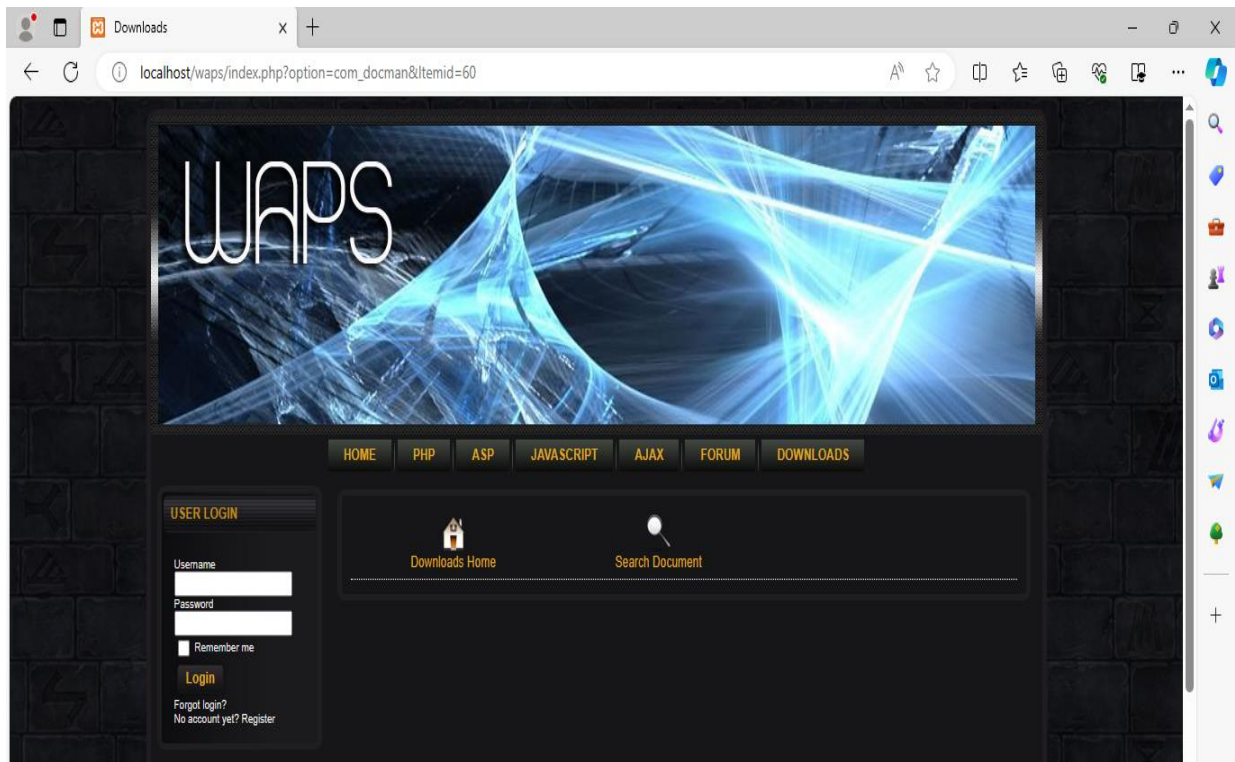 Downloads
localhost/waps/index.php?option=com_docman&Itemid=60
WAPS
HOME PHP ASP JAVASCRIPT AJAX FORUM DOWNLOADS
USER LOGIN
Username
Password
Remember me
Login
Forgot login?
No account yet? Register
Downloads Home Search Document